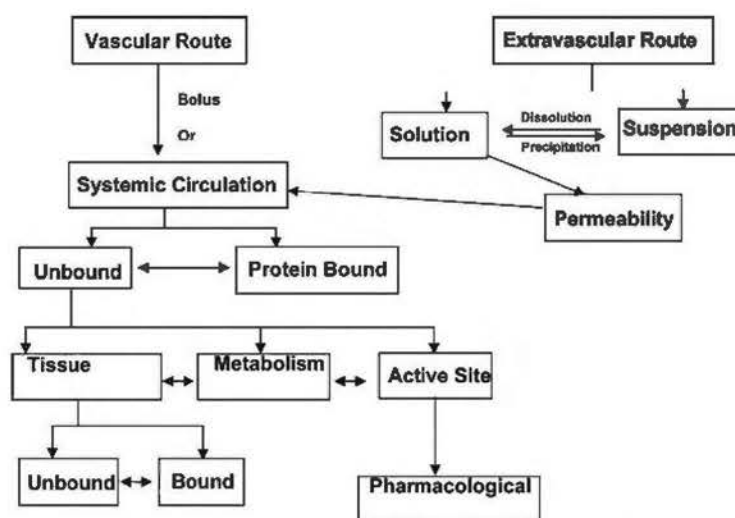 Vascular Route
Extravascular Route
Bolus
Or
Solution
Dissolution
Precipitation
Suspension
Systemic Circulation
Permeability
Unbound
Protein Bound
Tissue
Metabolism
Active Site
Unbound
Bound
Pharmacological